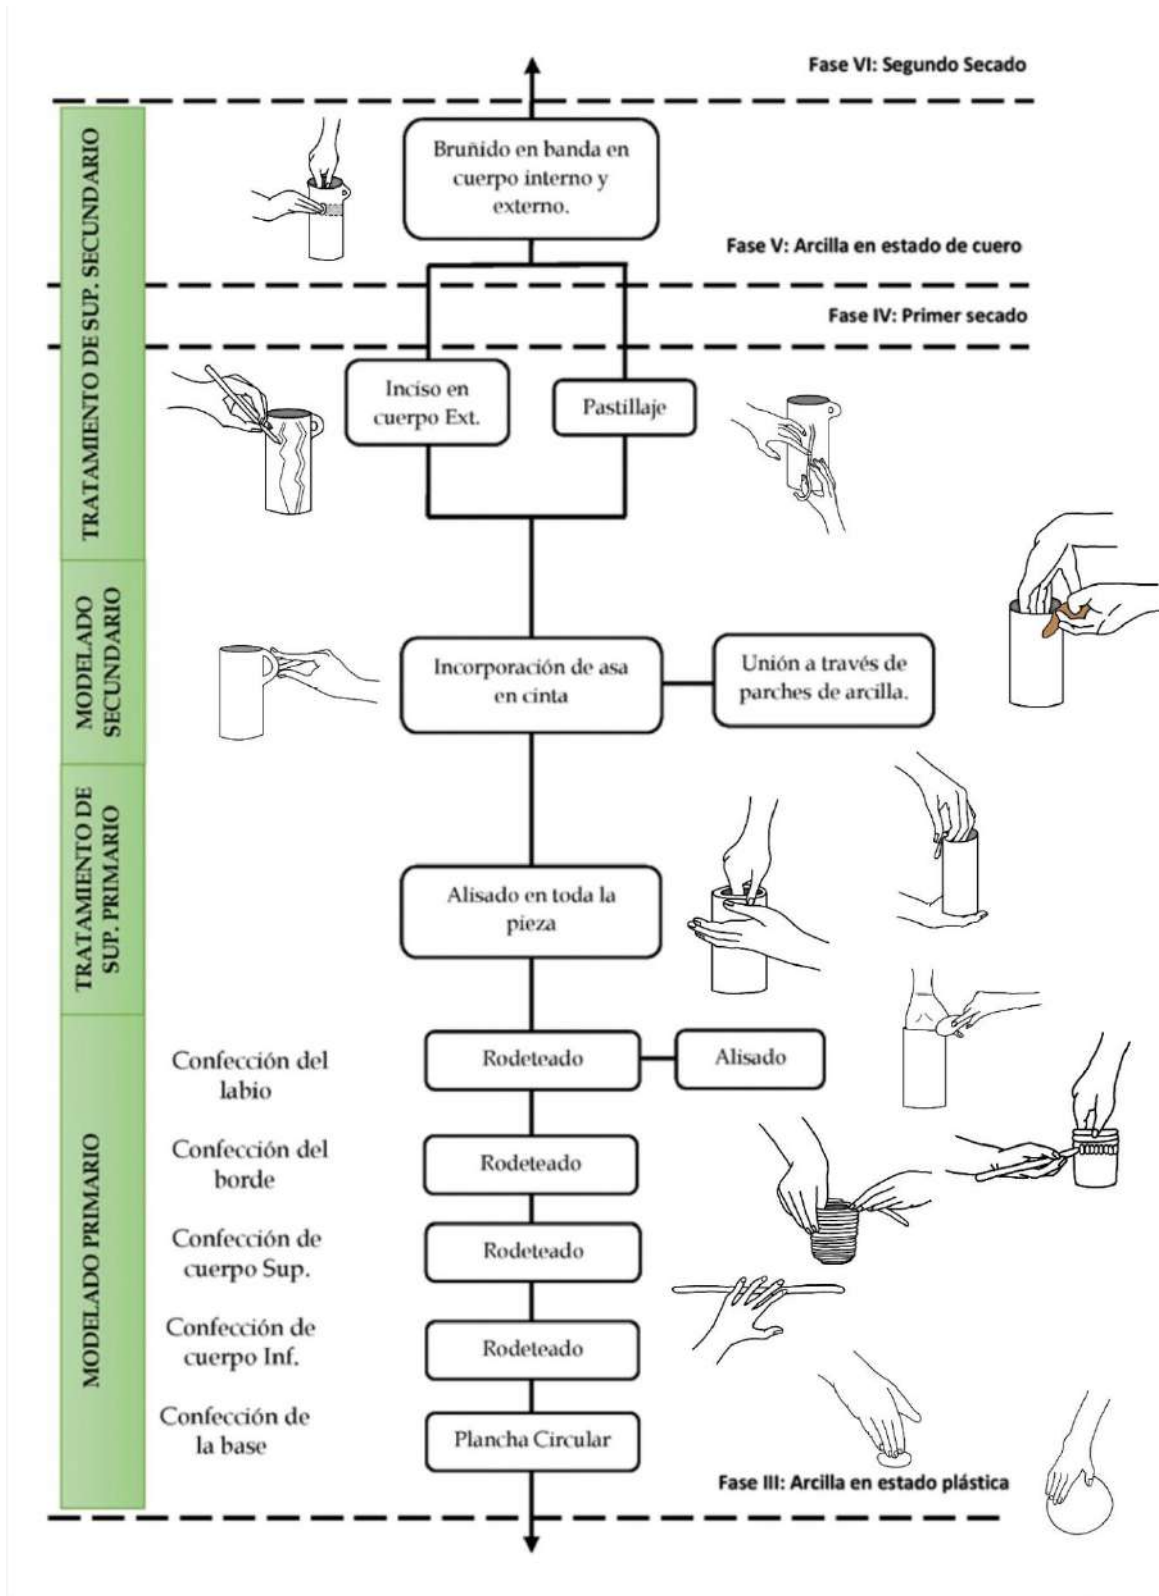 Fase VI: Segundo Secado
TRATAMIENTO DE SUP. SECUNDARIO
Bruñido en banda en
cuerpo interno y
externo.
Fase V: Arcilla en estado de cuero
Fase IV: Primer secado
Inciso en
cuerpo Ext.
Pastillaje
MODELADO
SECUNDARIO
Incorporación de asa
en cinta
Unión a través de
parches de arcilla.
TRATAMIENTO DE
SUP. PRIMARIO
Alisado en toda la
pieza
MODELADO PRIMARIO
Confección del
labio
Rodeteado
Alisado
Confección del
borde
Rodeteado
Confección de
cuerpo Sup.
Rodeteado
Confección de
cuerpo Inf.
Rodeteado
Confección de
la base
Plancha Circular
Fase III: Arcilla en estado plástica